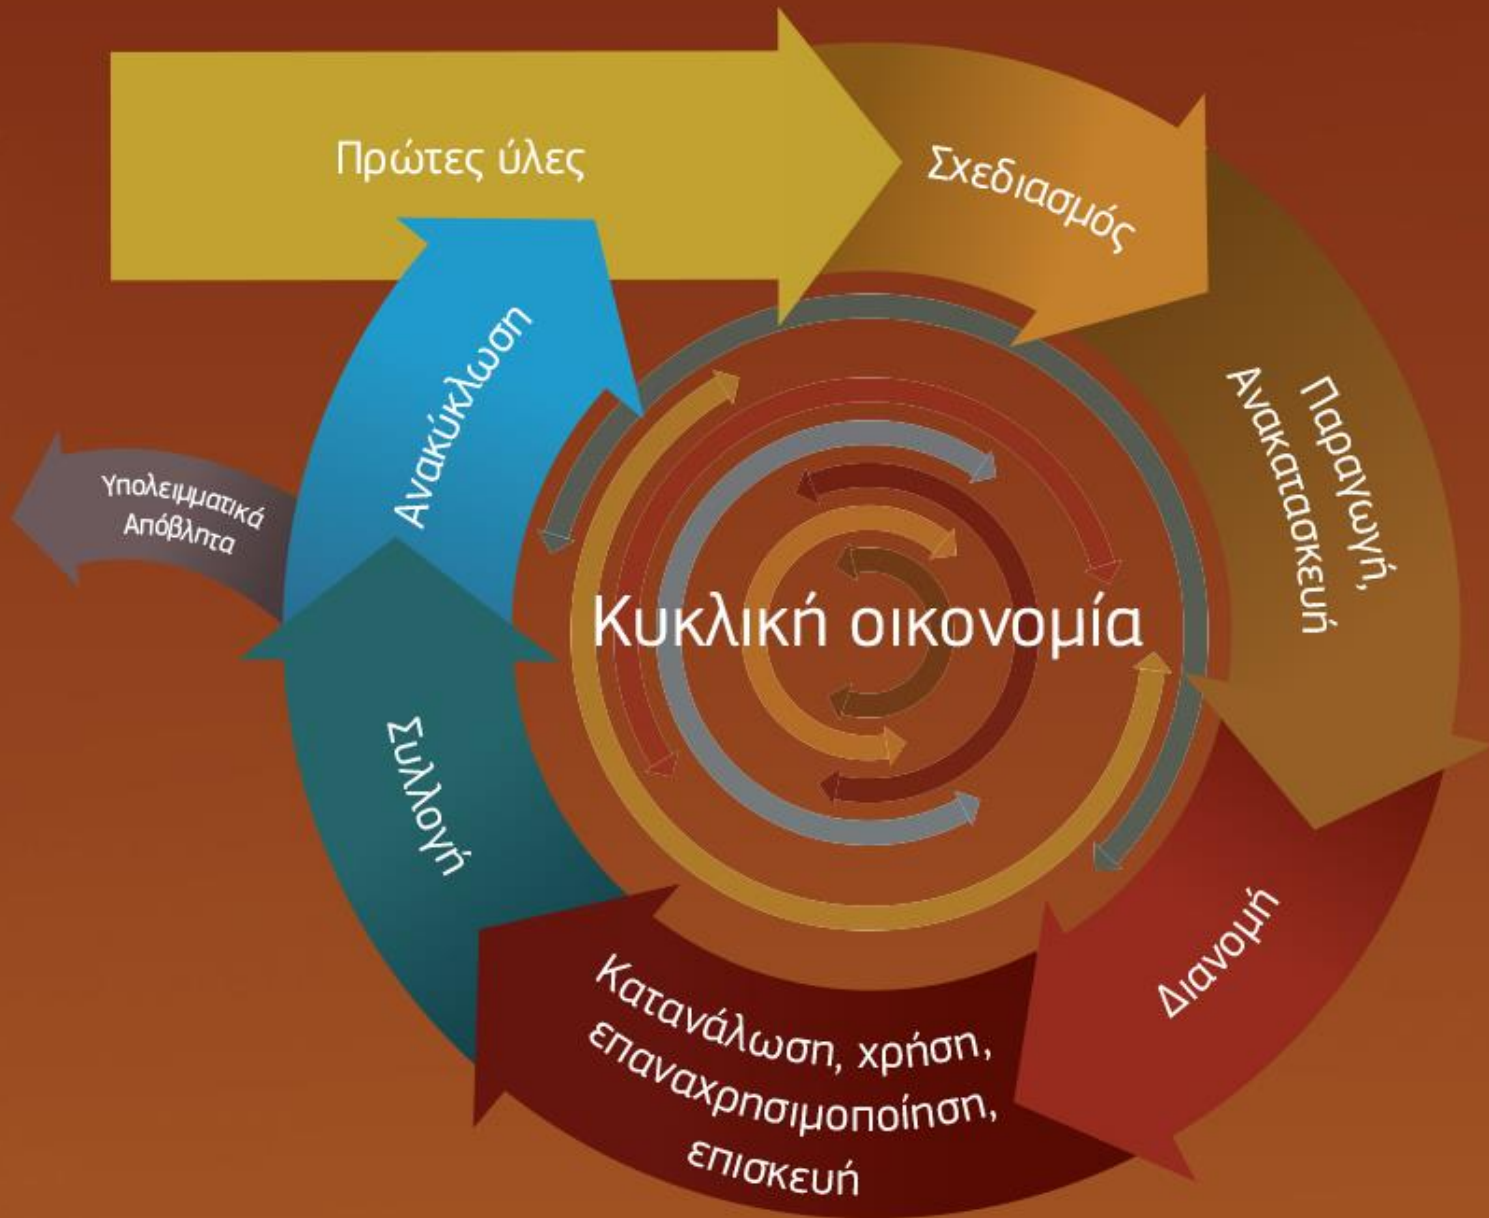 Πρώτες ύλες
Σχεδιασμός
Παραγωγή,
Ανακατασκευή
Διανομή
Κατανάλωση, χρήση,
επαναχρησιμοποίηση,
επισκευή
Συλλογή
Ανακύκλωση
Υπολειμματικά
Απόβλητα
Κυκλική οικονομία